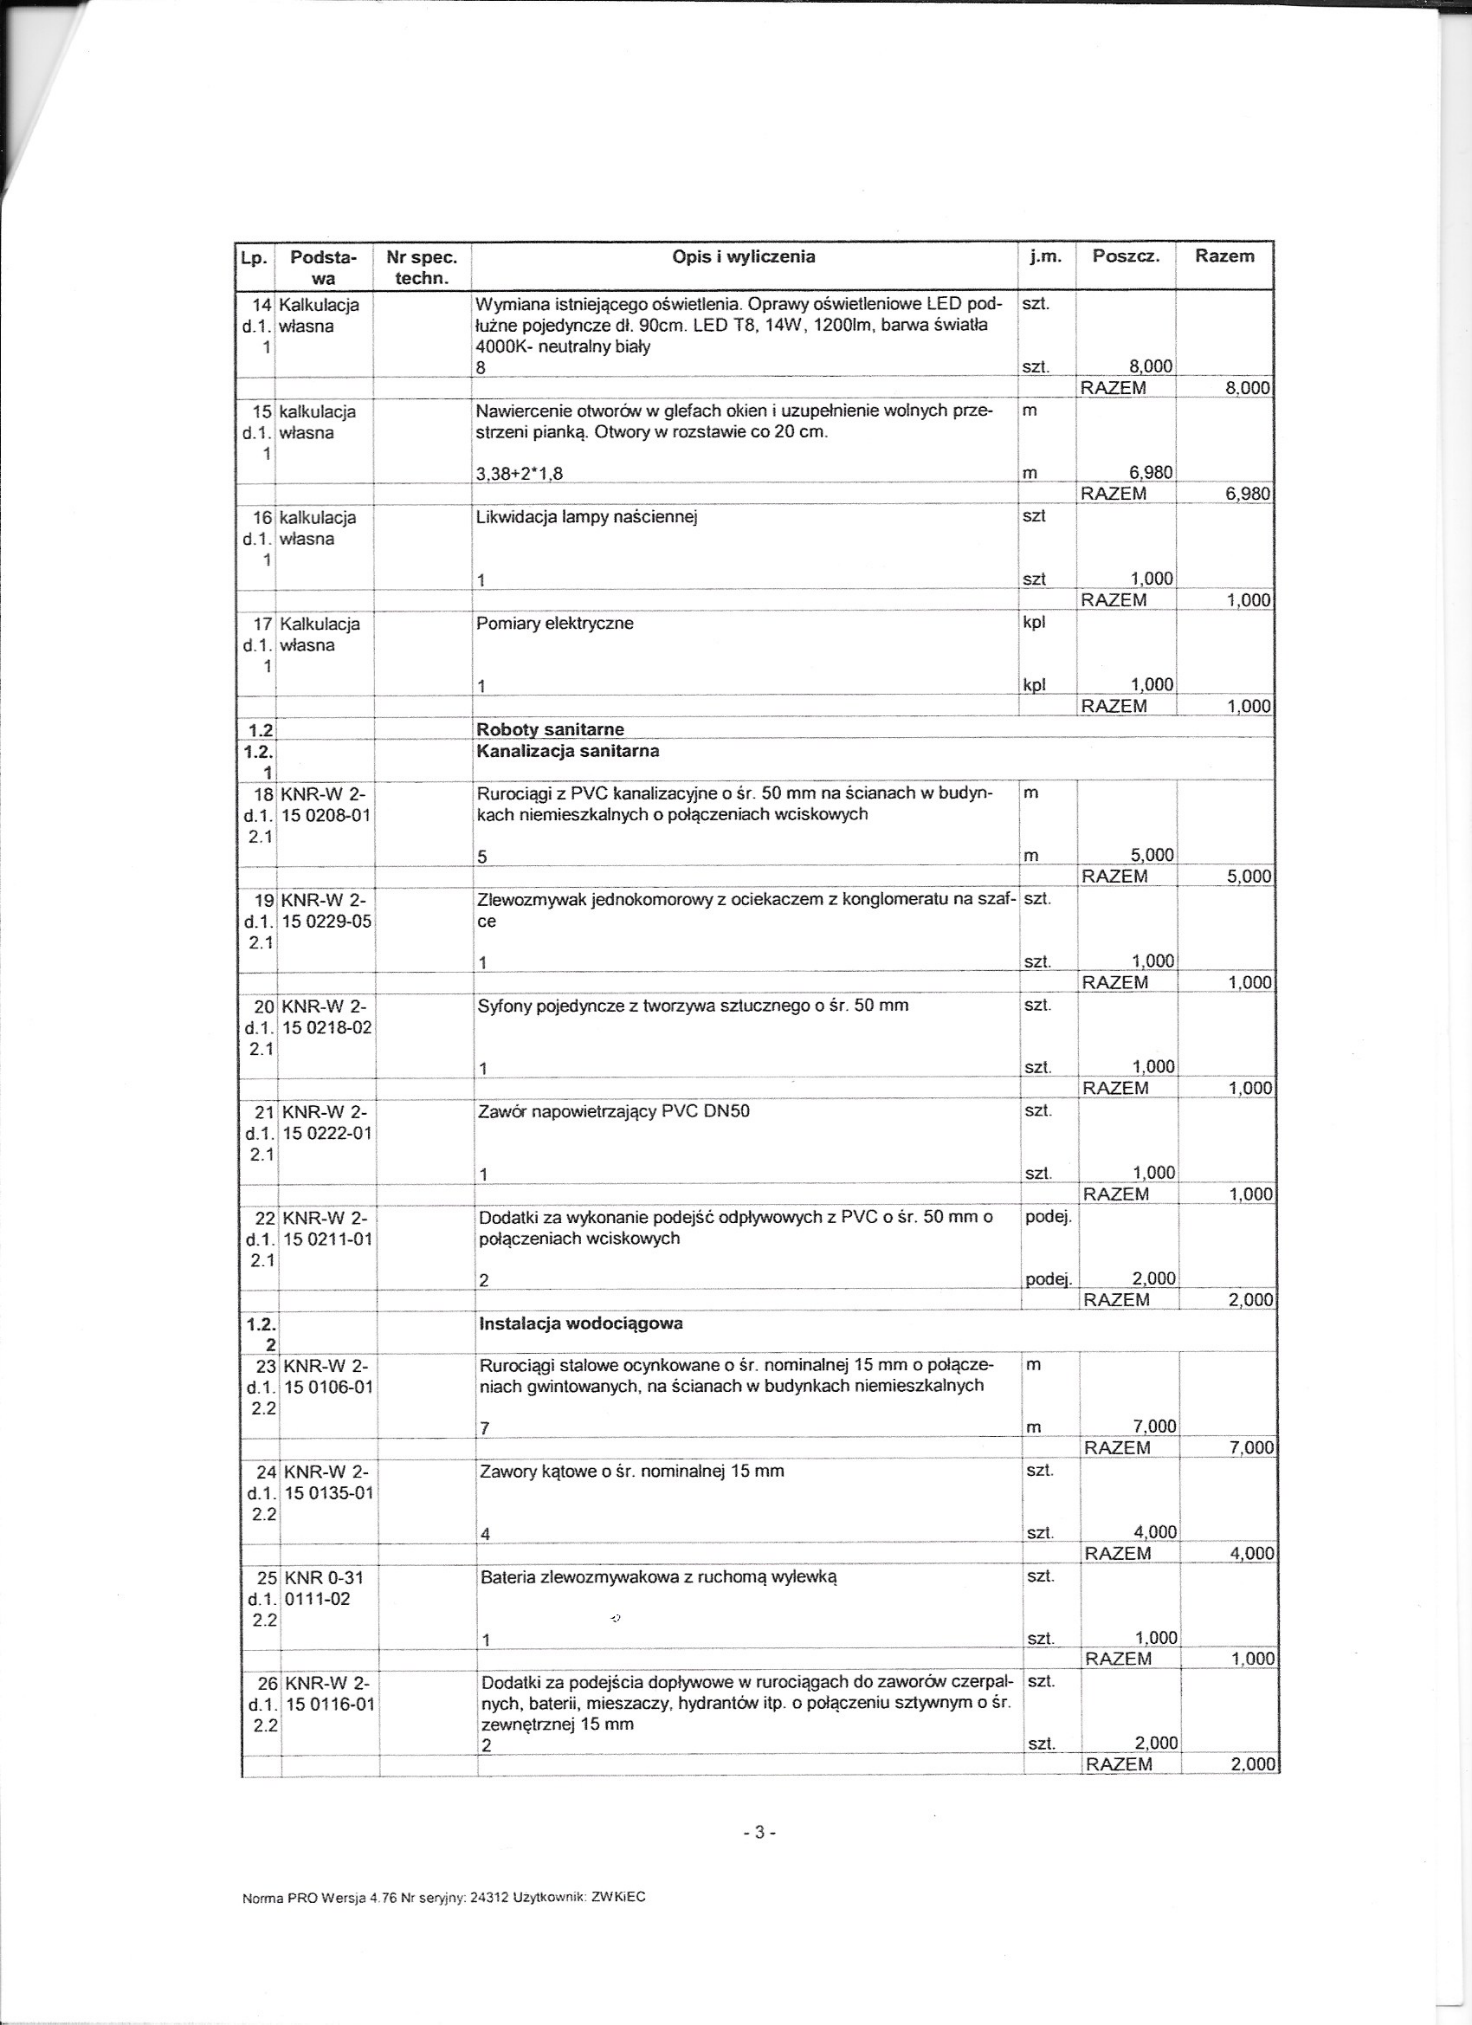 Lp. Podsta- Nr spec. Opis i wyliczenia j.m. Poszcz. Razem
wa techn.
14 Kalkulacja Wymiana istniejącego oświetlenia. Oprawy oświetleniowe LED pod- szt.
d.1. własna łużne pojedyncze dł. 90cm. LED T8, 14W, 1200lm, barwa światła
1 4000K- neutralny biały
8 szt. 8,000
RAZEM 8,000
15 kalkulacja Nawiercenie otworów w glefach okien i uzupełnienie wolnych prze- m
d.1. własna strzeni pianką. Otwory w rozstawie co 20 cm.
1
3,38+2*1,8 m 6,980
RAZEM 6,980
16 kalkulacja Likwidacja lampy naściennej szt
d.1. własna
1
1 szt 1,000
RAZEM 1,000
17 Kalkulacja Pomiary elektryczne kpl
d.1. własna
1
1 kpl 1,000
RAZEM 1,000
1.2 Roboty sanitarne
1.2. Kanalizacja sanitarna
1
18 KNR-W 2- Rurociągi z PVC kanalizacyjne o śr. 50 mm na ścianach w budyn- m
d.1. 15 0208-01 kach niemieszkalnych o połączeniach wciskowych
2.1
5 m 5,000
RAZEM 5,000
19 KNR-W 2- Zlewozmywak jednokomorowy z ociekaczem z konglomeratu na szaf- szt.
d.1. 15 0229-05 ce
2.1
1 szt. 1,000
RAZEM 1,000
20 KNR-W 2- Syfony pojedyncze z tworzywa sztucznego o śr. 50 mm szt.
d.1. 15 0218-02
2.1
1 szt. 1,000
RAZEM 1,000
21 KNR-W 2- Zawór napowietrzający PVC DN50 szt.
d.1. 15 0222-01
2.1
1 szt. 1,000
RAZEM 1,000
22 KNR-W 2- Dodatki za wykonanie podejść odpływowych z PVC o śr. 50 mm o podej.
d.1. 15 0211-01 połączeniach wciskowych
2.1
2 podej. 2,000
RAZEM 2,000
1.2. Instalacja wodociągowa
2
23 KNR-W 2- Rurociągi stalowe ocynkowane o śr. nominalnej 15 mm o połącze- m
d.1. 15 0106-01 niach gwintowanych, na ścianach w budynkach niemieszkalnych
2.2
7 m 7,000
RAZEM 7,000
24 KNR-W 2- Zawory kątowe o śr. nominalnej 15 mm szt.
d.1. 15 0135-01
2.2
4 szt. 4,000
RAZEM 4,000
25 KNR 0-31 Bateria zlewozmywakowa z ruchomą wylewką szt.
d.1. 0111-02
2.2
1 szt. 1,000
RAZEM 1,000
26 KNR-W 2- Dodatki za podejścia dopływowe w rurociągach do zaworów czerpal- szt.
d.1. 15 0116-01 nych, baterii, mieszaczy, hydrantów itp. o połączeniu sztywnym o śr.
2.2 zewnętrznej 15 mm
2 szt. 2,000
RAZEM 2,000
- 3 -
Norma PRO Wersja 4.76 Nr seryjny: 24312 Użytkownik: ZWKiEC